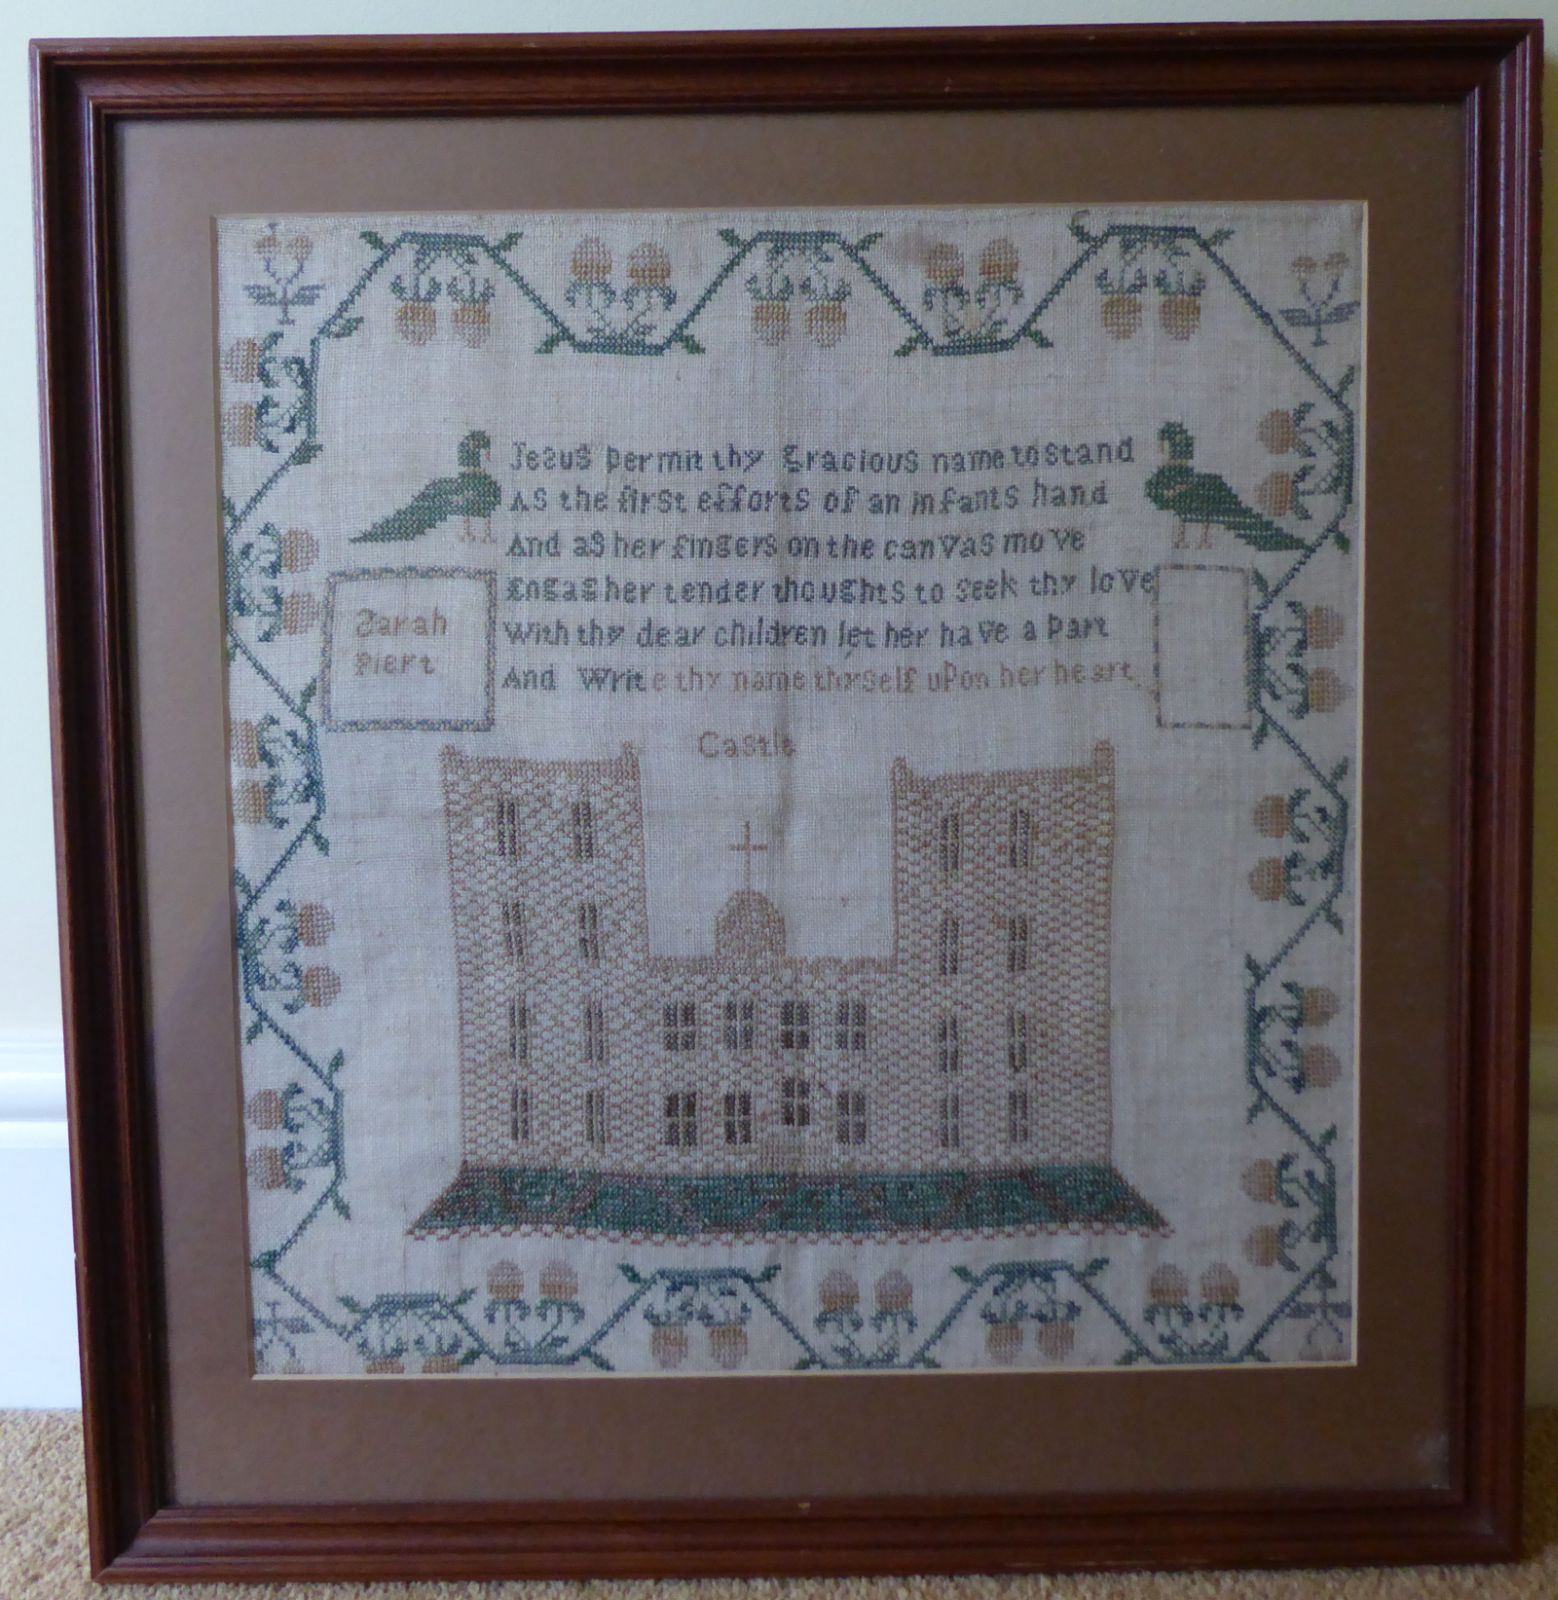 Jesus permit thy gracious name to stand
As the first efforts of an infants hand
And as her fingers on the canvas move
Engag her tender thoughts to seek thy love
With thy dear children let her have a part
And Write thy name thyself upon her heart
Sarah
Piert
Castle